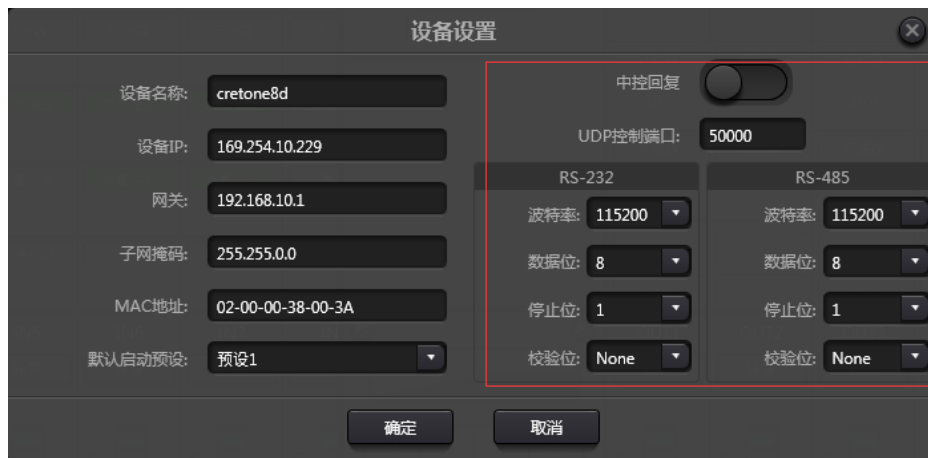 设备设置
设备名称: cretone8d
设备IP: 169.254.10.229
网关: 192.168.10.1
子网掩码: 255.255.0.0
MAC地址: 02-00-00-38-00-3A
默认启动预设: 预设1
中控回复
UDP控制端口: 50000
RS-232
波特率: 115200
数据位: 8
停止位: 1
校验位: None
RS-485
波特率: 115200
数据位: 8
停止位: 1
校验位: None
确定
取消